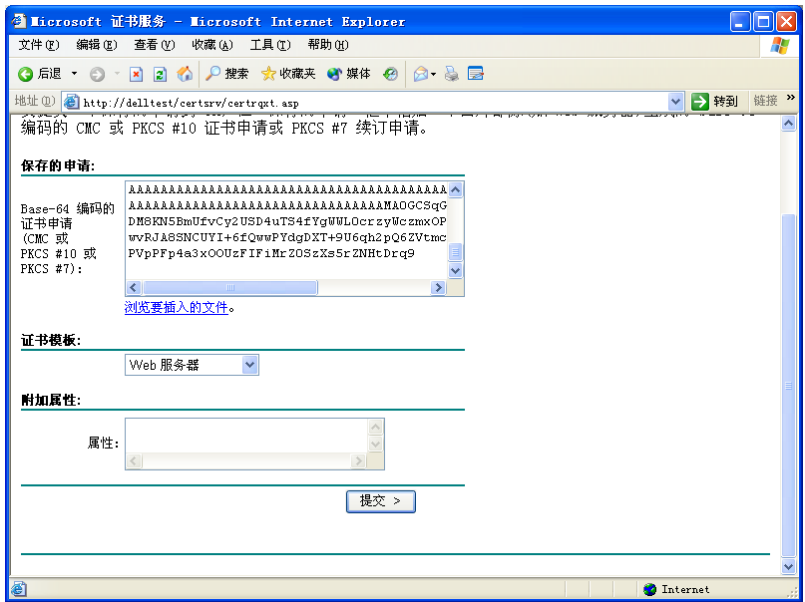 Microsoft 证书服务 - Microsoft Internet Explorer
文件(F) 编辑(E) 查看(V) 收藏(A) 工具(T) 帮助(H)
后退 搜索 收藏夹 媒体
地址(D) http://delltest/certsrv/certrqxt.asp 转到 链接 »
编码的 CMC 或 PKCS #10 证书申请或 PKCS #7 续订申请。
保存的申请:
Base-64 编码的
证书申请
(CMC 或
PKCS #10 或
PKCS #7):
AAAAAAAAAAAAAAAAAAAAAAAAAAAAAAAAAAAAAAAA
AAAAAAAAAAAAAAAAAAAAAAAAAAAAAAAAMA0GCSqG
DM8KN5BmUfvCy2USD4uTS4fYgWWLOcrzyWczmxOP
wvRJA8SNCUYI+6fQwwPYdgDXT+9U6qh2pQ6ZVtmc
PVpPFp4a3xOOUzFIFiMrZOSzXs5rZNHtDrq9
浏览要插入的文件。
证书模板:
Web 服务器
附加属性:
属性:
提交 >
Internet